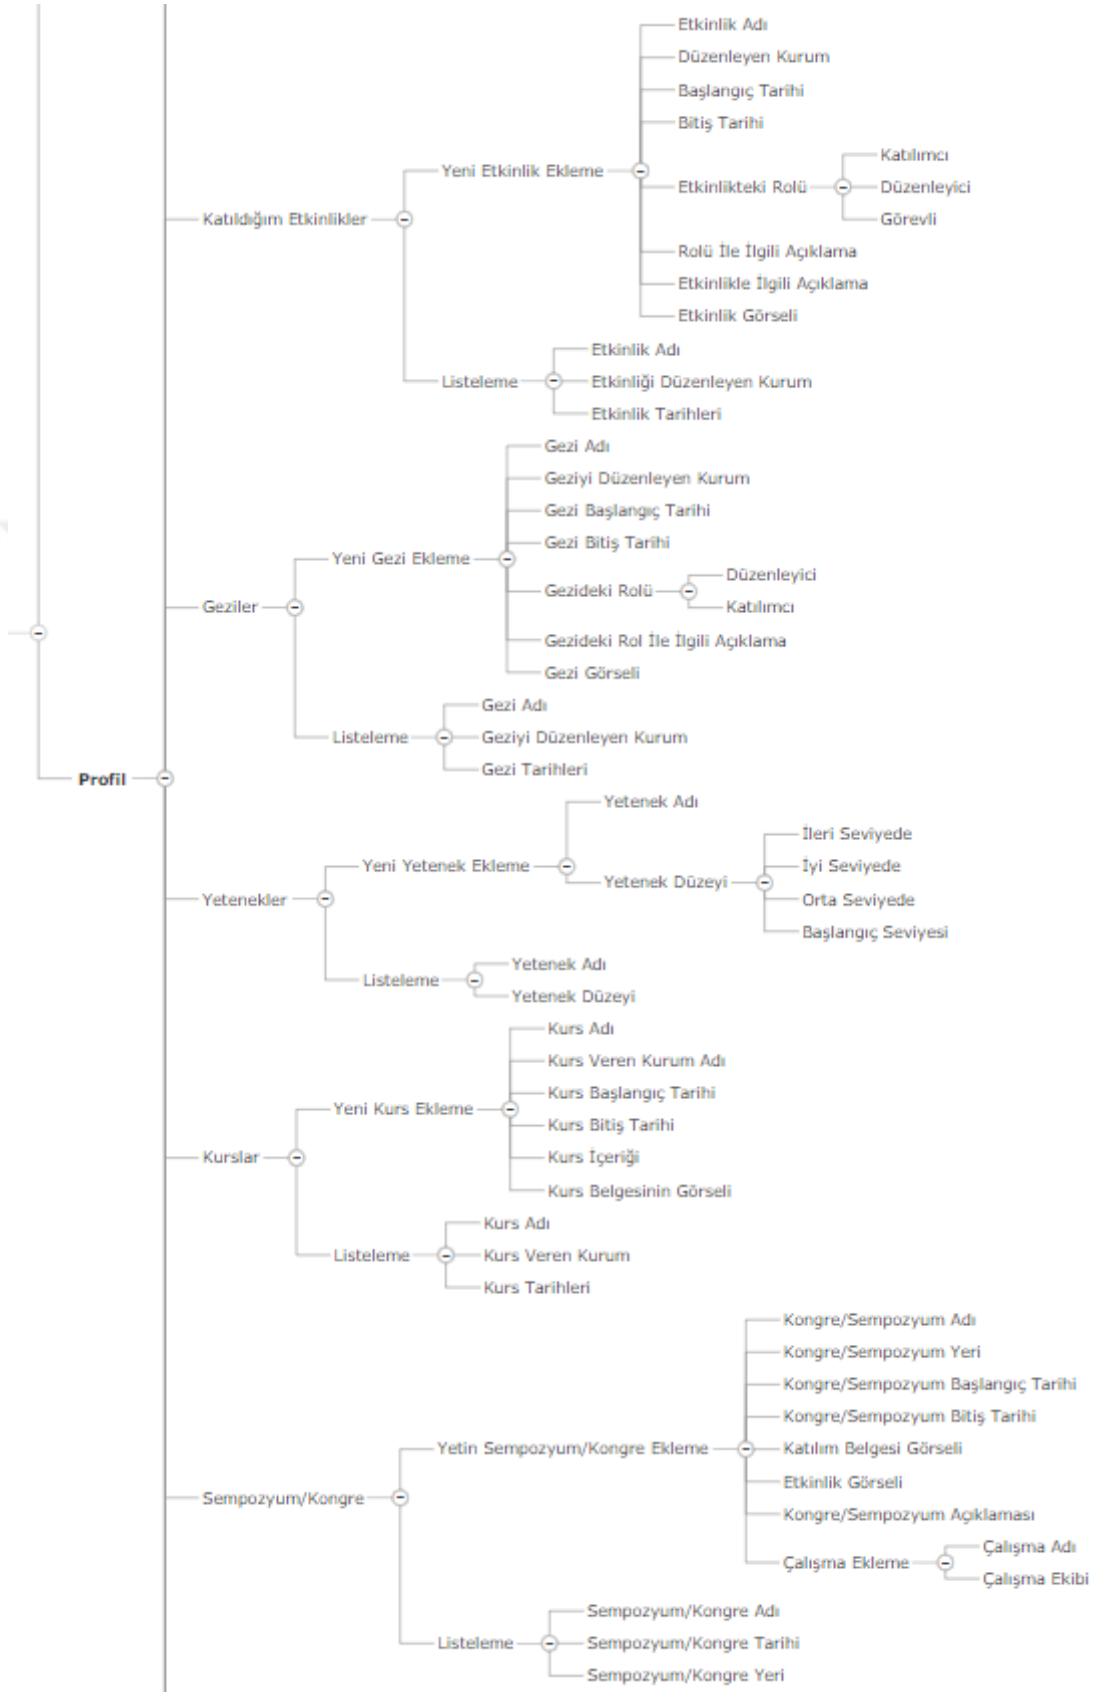 Etkinlik Adı
Düzenleyen Kurum
Başlangıç Tarihi
Bitiş Tarihi
Katılımcı
Yeni Etkinlik Ekleme
Etkinlikteki Rolü
Düzenleyici
Katıldığım Etkinlikler
Görevli
Rolü İle İlgili Açıklama
Etkinlikle İlgili Açıklama
Etkinlik Görseli
Etkinlik Adı
Listeleme
Etkinliği Düzenleyen Kurum
Etkinlik Tarihleri
Gezi Adı
Geziyi Düzenleyen Kurum
Gezi Başlangıç Tarihi
Gezi Bitiş Tarihi
Yeni Gezi Ekleme
Düzenleyici
Gezideki Rolü
Geziler
Katılımcı
Gezideki Rol İle İlgili Açıklama
Gezi Görseli
Gezi Adı
Listeleme
Geziyi Düzenleyen Kurum
Gezi Tarihleri
Profil
Yetenek Adı
İleri Seviyede
Yeni Yetenek Ekleme
İyi Seviyede
Yetenek Düzeyi
Yetenekler
Orta Seviyede
Başlangıç Seviyesi
Yetenek Adı
Listeleme
Yetenek Düzeyi
Kurs Adı
Kurs Veren Kurum Adı
Kurs Başlangıç Tarihi
Yeni Kurs Ekleme
Kurs Bitiş Tarihi
Kurslar
Kurs İçeriği
Kurs Belgesinin Görseli
Kurs Adı
Listeleme
Kurs Veren Kurum
Kurs Tarihleri
Kongre/Sempozyum Adı
Kongre/Sempozyum Yeri
Kongre/Sempozyum Başlangıç Tarihi
Kongre/Sempozyum Bitiş Tarihi
Yetin Sempozyum/Kongre Ekleme
Katılım Belgesi Görseli
Etkinlik Görseli
Sempozyum/Kongre
Kongre/Sempozyum Açıklaması
Çalışma Adı
Çalışma Ekleme
Çalışma Ekibi
Sempozyum/Kongre Adı
Listeleme
Sempozyum/Kongre Tarihi
Sempozyum/Kongre Yeri